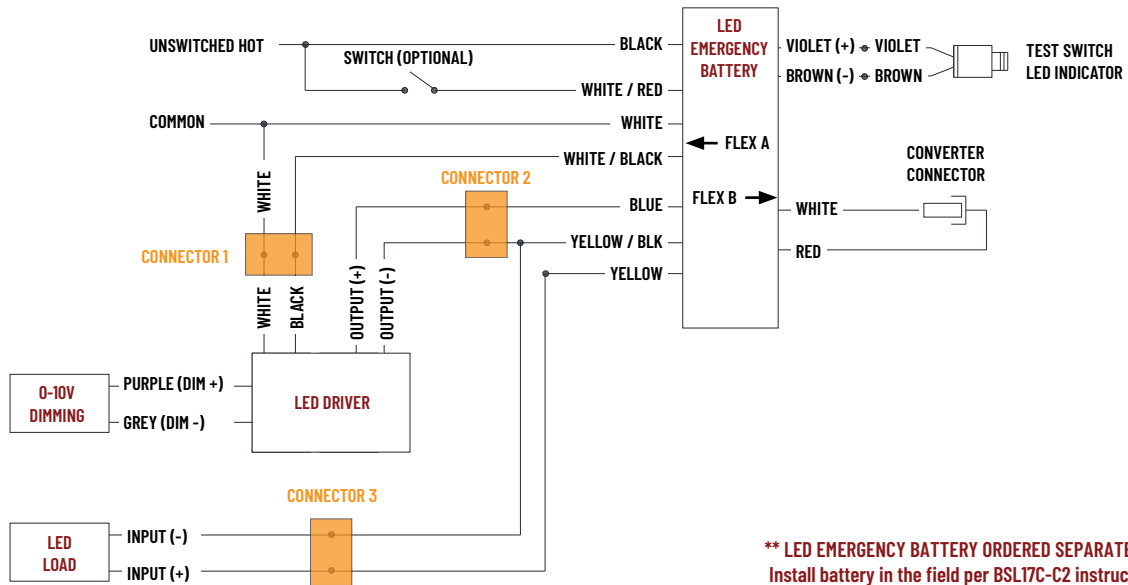 UNSWITCHED HOT
SWITCH (OPTIONAL)
BLACK
WHITE / RED
COMMON
WHITE
WHITE / BLACK
LED
EMERGENCY
BATTERY
FLEX A
FLEX B
VIOLET (+)
VIOLET
BROWN (-)
BROWN
TEST SWITCH
LED INDICATOR
CONVERTER
CONNECTOR
WHITE
RED
CONNECTOR 2
BLUE
YELLOW / BLK
YELLOW
WHITE
CONNECTOR 1
WHITE
BLACK
OUTPUT (+)
OUTPUT (-)
0-10V
DIMMING
PURPLE (DIM +)
GREY (DIM -)
LED DRIVER
CONNECTOR 3
LED
LOAD
INPUT (-)
INPUT (+)
** LED EMERGENCY BATTERY ORDERED SEPARATE
Install battery in the field per BSL17C-C2 instruc